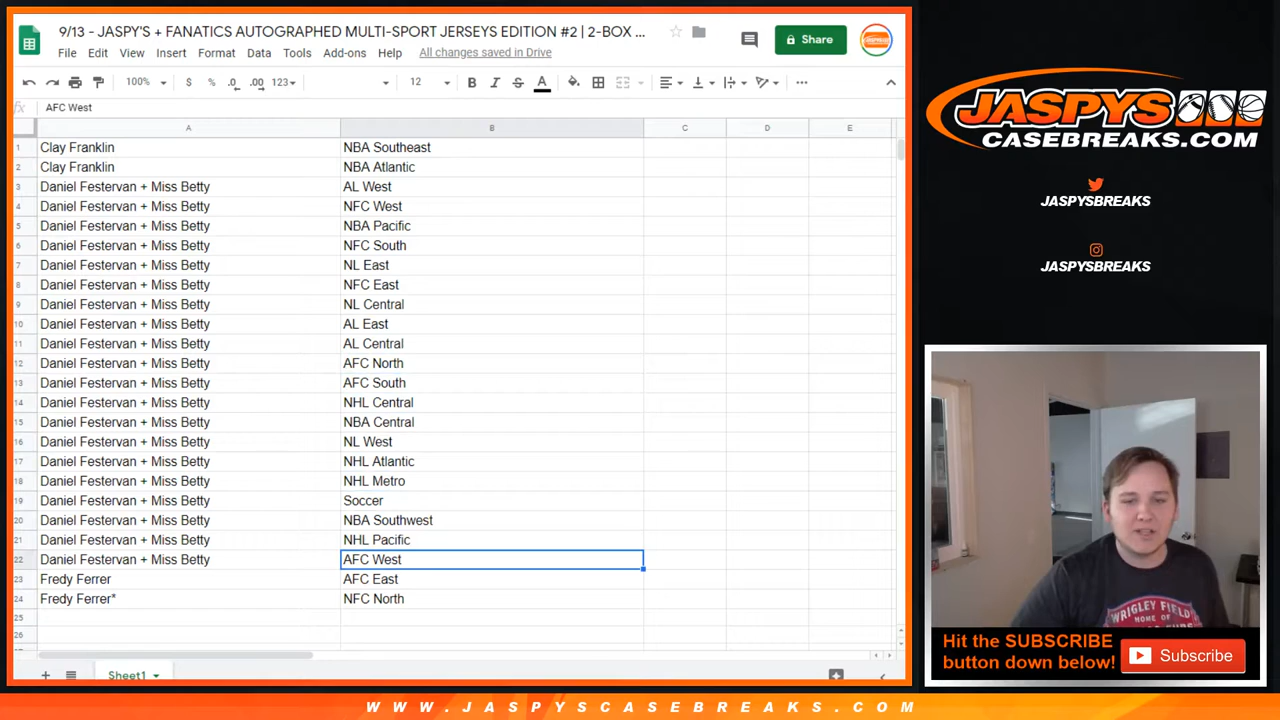 9/13 - JASPY'S + FANATICS AUTOGRAPHED MULTI-SPORT JERSEYS EDITION #2 | 2-BOX ...
File Edit View Insert Format Data Tools Add-ons Help All changes saved in Drive
Share
100% $ % .0 .00 123 12 B I S A
fx AFC West
A B C D E
1 Clay Franklin NBA Southeast
2 Clay Franklin NBA Atlantic
3 Daniel Festervan + Miss Betty AL West
4 Daniel Festervan + Miss Betty NFC West
5 Daniel Festervan + Miss Betty NBA Pacific
6 Daniel Festervan + Miss Betty NFC South
7 Daniel Festervan + Miss Betty NL East
8 Daniel Festervan + Miss Betty NFC East
9 Daniel Festervan + Miss Betty NL Central
10 Daniel Festervan + Miss Betty AL East
11 Daniel Festervan + Miss Betty AL Central
12 Daniel Festervan + Miss Betty AFC North
13 Daniel Festervan + Miss Betty AFC South
14 Daniel Festervan + Miss Betty NHL Central
15 Daniel Festervan + Miss Betty NBA Central
16 Daniel Festervan + Miss Betty NL West
17 Daniel Festervan + Miss Betty NHL Atlantic
18 Daniel Festervan + Miss Betty NHL Metro
19 Daniel Festervan + Miss Betty Soccer
20 Daniel Festervan + Miss Betty NBA Southwest
21 Daniel Festervan + Miss Betty NHL Pacific
22 Daniel Festervan + Miss Betty AFC West
23 Fredy Ferrer AFC East
24 Fredy Ferrer* NFC North
25
26
Sheet1
JASPYS
CASEBREAKS.COM
JASPYSBREAKS
JASPYSBREAKS
WRIGLEY FIELD
HOME OF
Hit the SUBSCRIBE
button down below!
Subscribe
WWW.JASPYSCASEBREAKS.COM